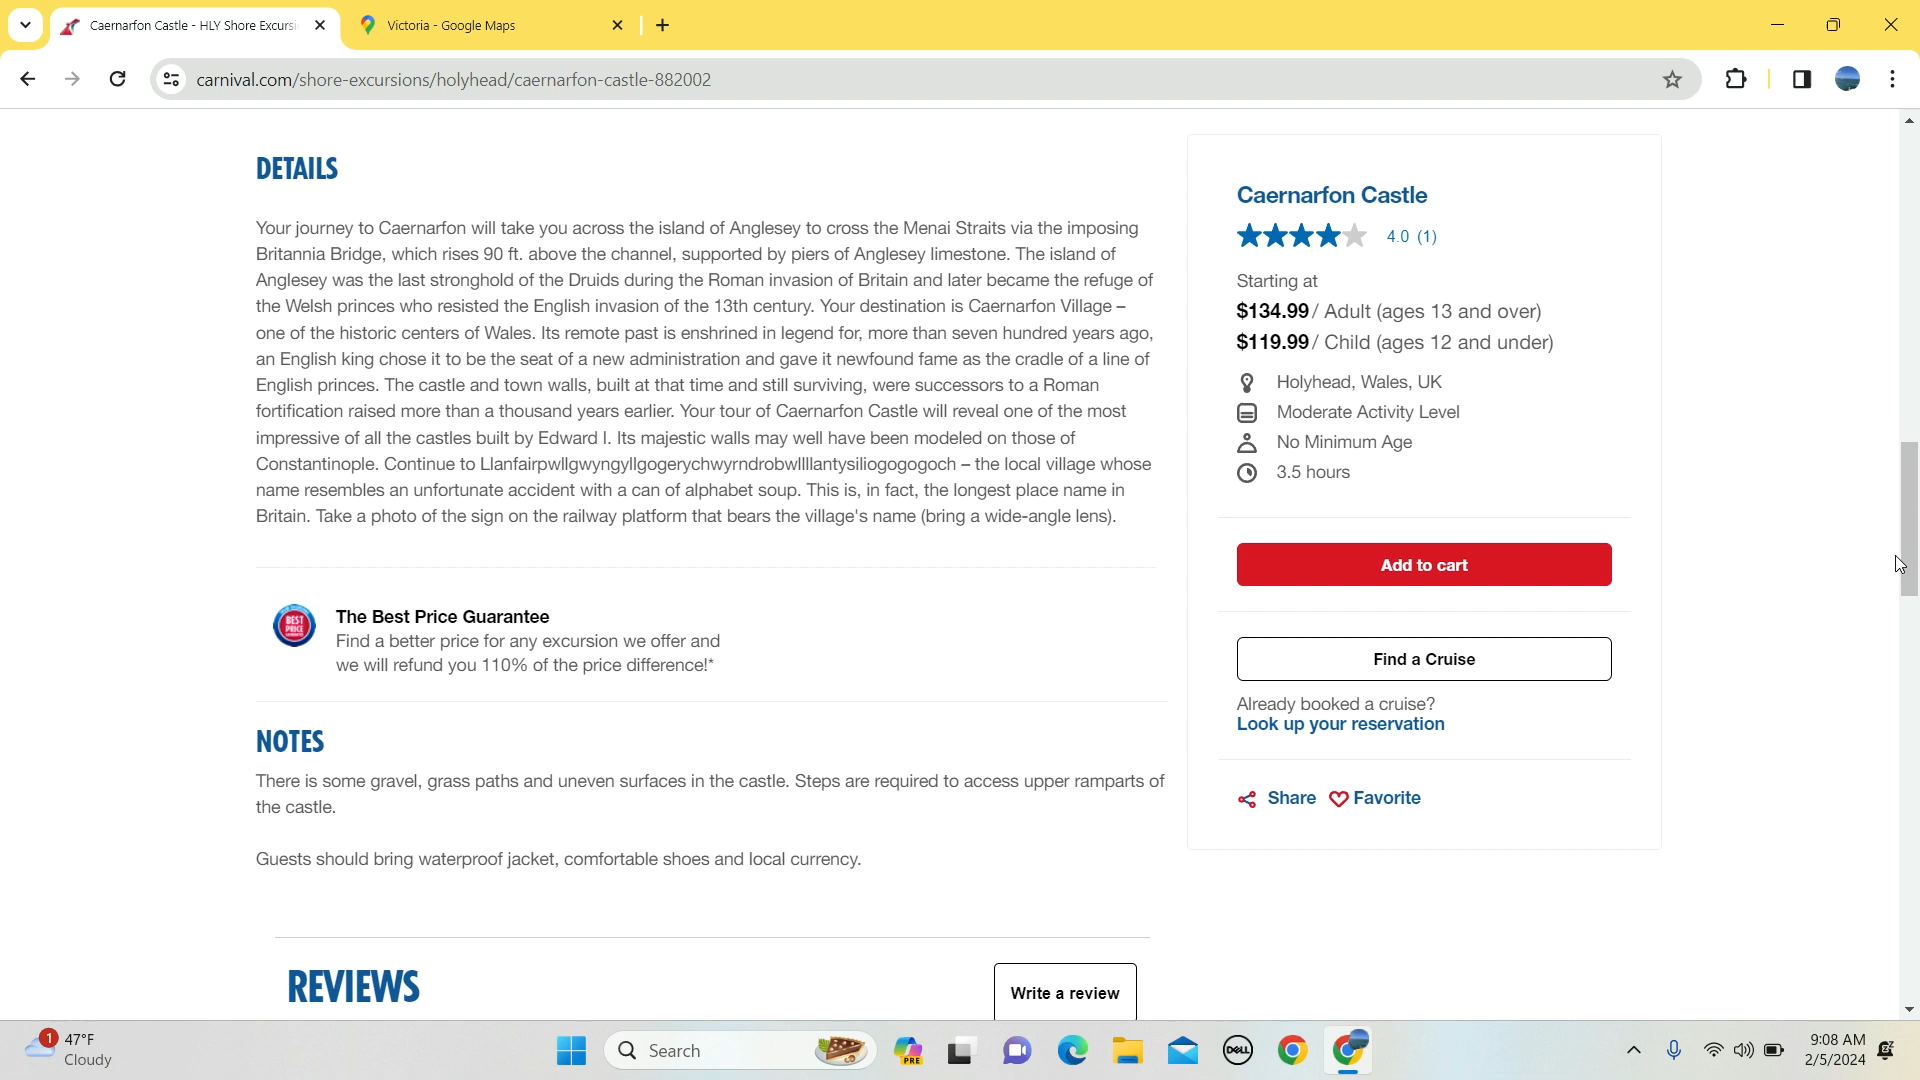 Caernarfon Castle - HLY Shore Excursi
Victoria - Google Maps
carnival.com/shore-excursions/holyhead/caernarfon-castle-882002
DETAILS
Your journey to Caernarfon will take you across the island of Anglesey to cross the Menai Straits via the imposing
Britannia Bridge, which rises 90 ft. above the channel, supported by piers of Anglesey limestone. The island of
Anglesey was the last stronghold of the Druids during the Roman invasion of Britain and later became the refuge of
the Welsh princes who resisted the English invasion of the 13th century. Your destination is Caernarfon Village –
one of the historic centers of Wales. Its remote past is enshrined in legend for, more than seven hundred years ago,
an English king chose it to be the seat of a new administration and gave it newfound fame as the cradle of a line of
English princes. The castle and town walls, built at that time and still surviving, were successors to a Roman
fortification raised more than a thousand years earlier. Your tour of Caernarfon Castle will reveal one of the most
impressive of all the castles built by Edward I. Its majestic walls may well have been modeled on those of
Constantinople. Continue to Llanfairpwllgwyngyllgogerychwyrndrobwllllantysiliogogogoch – the local village whose
name resembles an unfortunate accident with a can of alphabet soup. This is, in fact, the longest place name in
Britain. Take a photo of the sign on the railway platform that bears the village's name (bring a wide-angle lens).
BEST
PRICE
The Best Price Guarantee
Find a better price for any excursion we offer and
we will refund you 110% of the price difference!*
NOTES
There is some gravel, grass paths and uneven surfaces in the castle. Steps are required to access upper ramparts of
the castle.
Guests should bring waterproof jacket, comfortable shoes and local currency.
REVIEWS
Write a review
Caernarfon Castle
4.0 (1)
Starting at
$134.99/ Adult (ages 13 and over)
$119.99/ Child (ages 12 and under)
Holyhead, Wales, UK
Moderate Activity Level
No Minimum Age
3.5 hours
Add to cart
Find a Cruise
Already booked a cruise?
Look up your reservation
Share
Favorite
1
47°F
Cloudy
Search
PRE
DELL
9:08 AM
2/5/2024